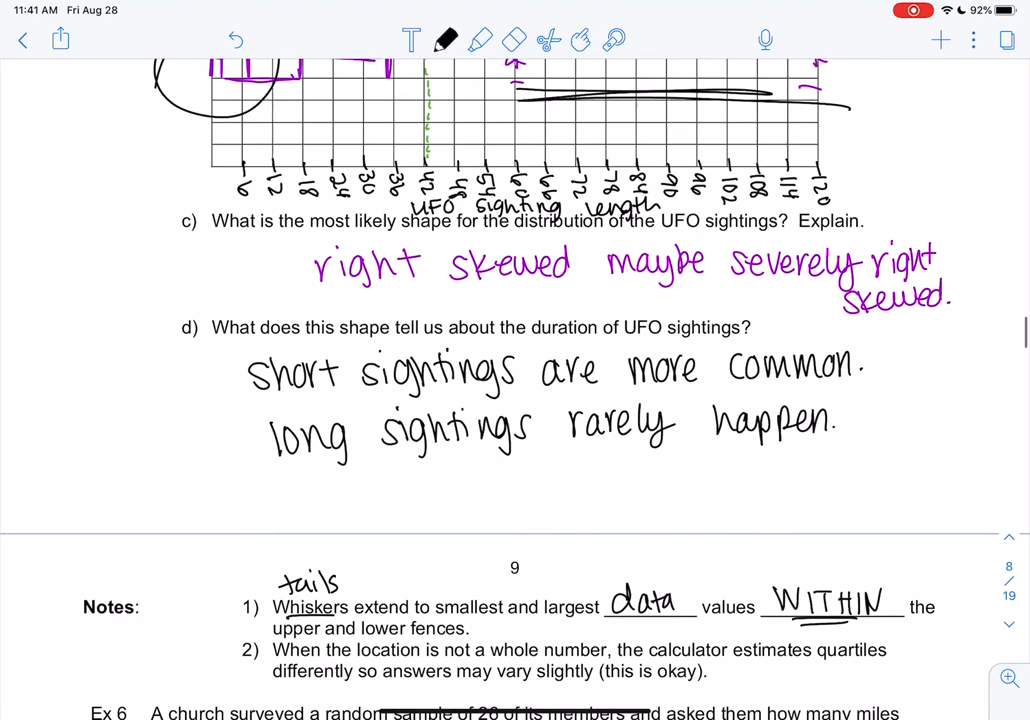 11:41 AM Fri Aug 28
92%
T
6 12 18 24 30 36 42 48 54 60 66 72 78 84 90 96 102 108 114 120
UFO sighting length
c) What is the most likely shape for the distribution of the UFO sightings? Explain.
right skewed maybe severely right
skewed.
d) What does this shape tell us about the duration of UFO sightings?
short sightings are more common.
long sightings rarely happen.
9
8
/
19
tails
Notes: 1) Whiskers extend to smallest and largest data values WITHIN the
upper and lower fences.
2) When the location is not a whole number, the calculator estimates quartiles
differently so answers may vary slightly (this is okay).
Ex 6 A church surveyed a random sample of 26 of its members and asked them how many miles